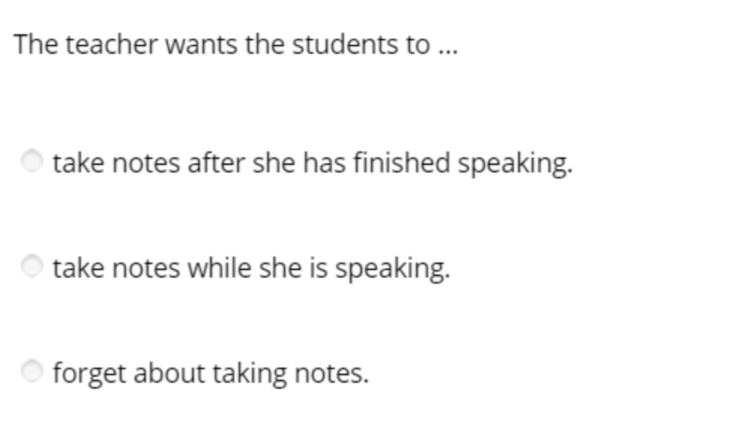 The teacher wants the students to ...
take notes after she has finished speaking.
take notes while she is speaking.
forget about taking notes.